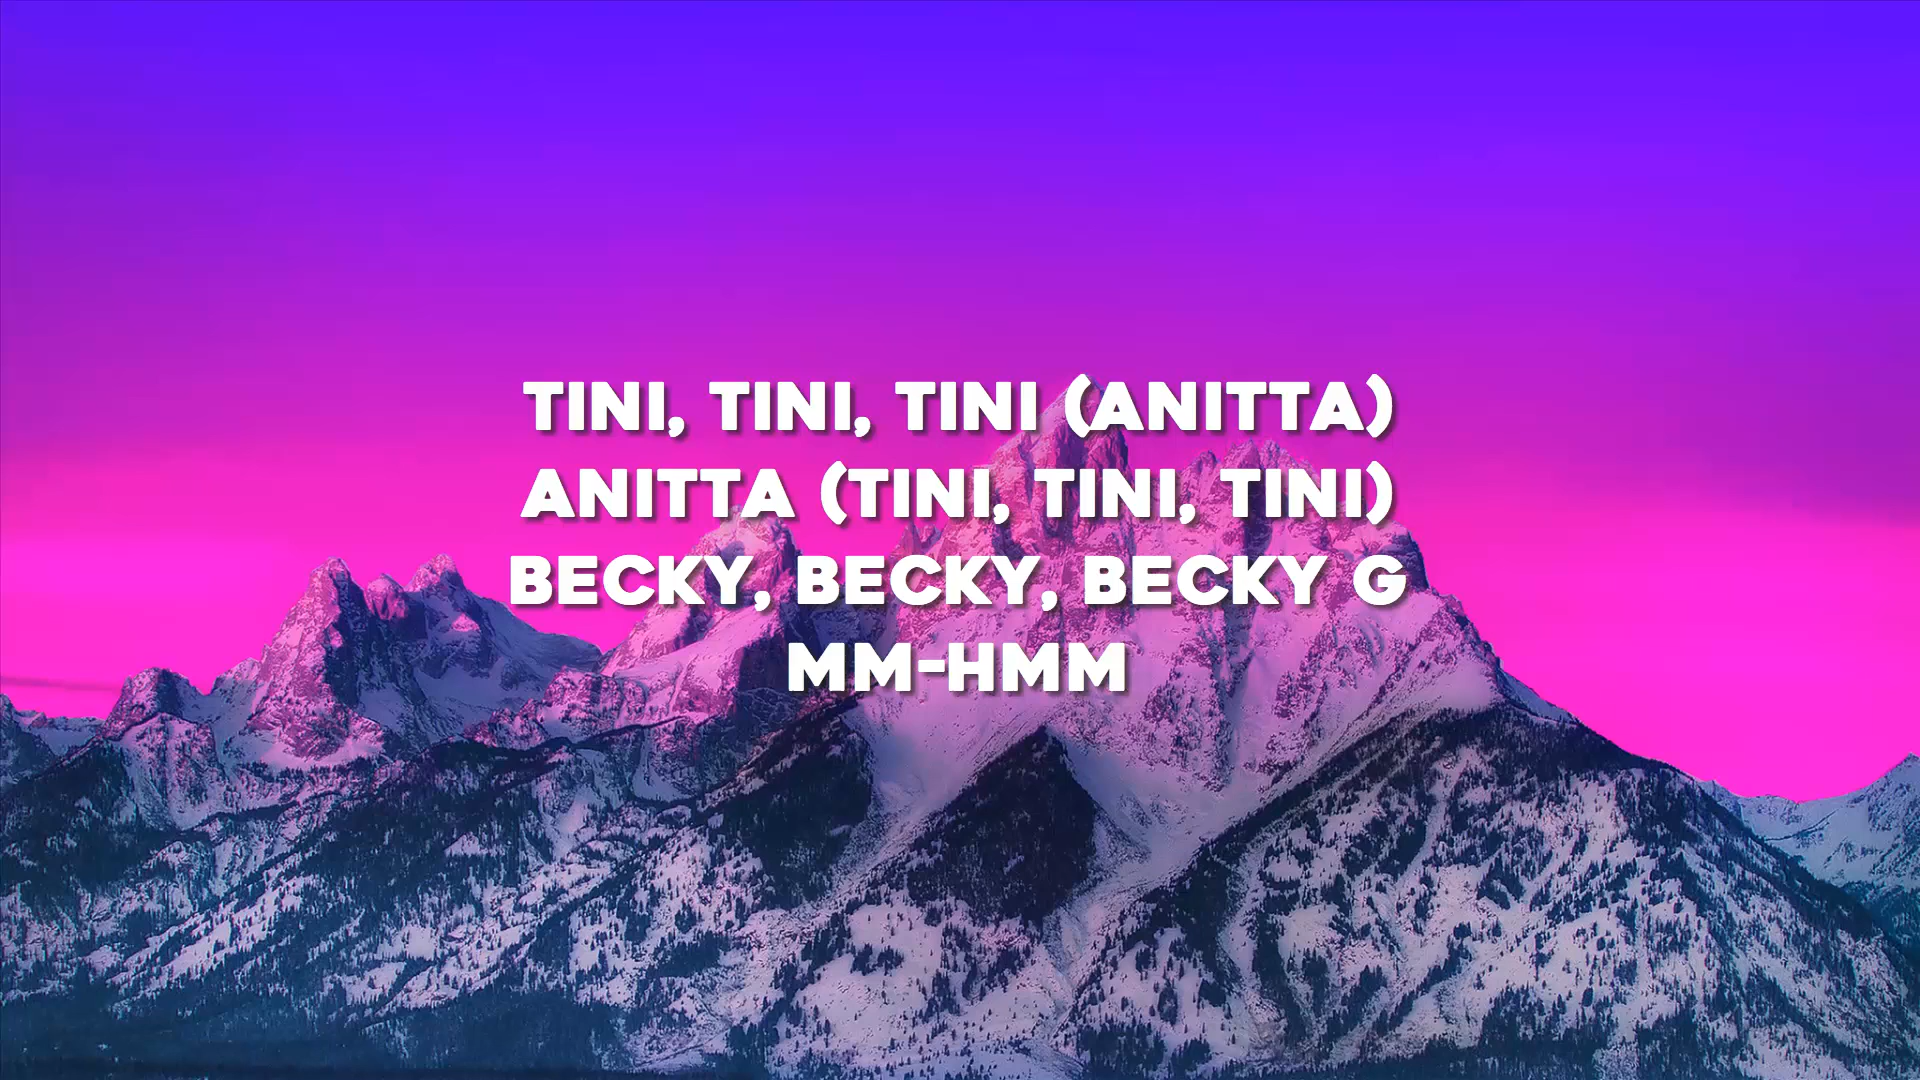 TINI, TINI, TINI (ANITTA)
ANITTA (TINI, TINI, TINI)
BECKY, BECKY, BECKY G
MM-HMM